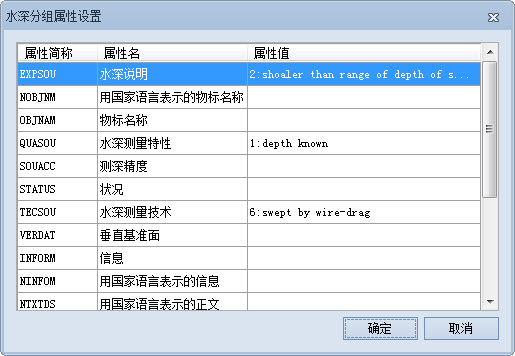 水深分组属性设置
属性简称 属性名 属性值
EXPSOU 水深说明 2:shoaler than range of depth of s...
NOBJNM 用国家语言表示的物标名称
OBJNAM 物标名称
QUASOU 水深测量特性 1:depth known
SOUACC 测深精度
STATUS 状况
TECSOU 水深测量技术 6:swept by wire-drag
VERDAT 垂直基准面
INFORM 信息
NINFOM 用国家语言表示的信息
NTXTDS 用国家语言表示的正文
确定 取消